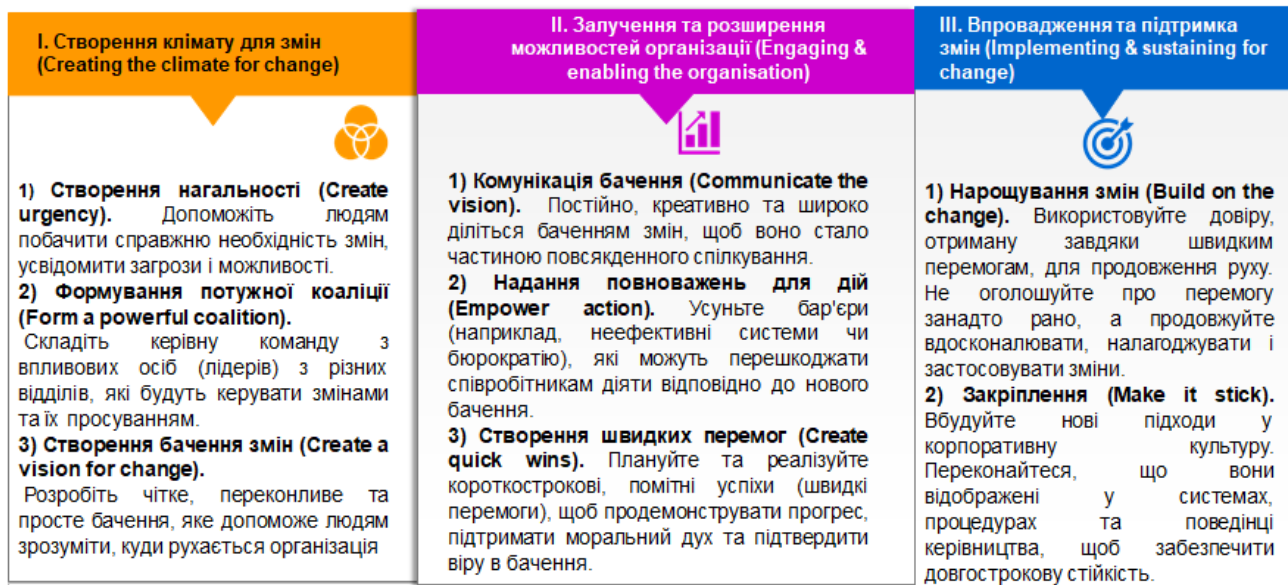 I. Створення клімату для змін
(Creating the climate for change)
1) Створення нагальності (Create
urgency). Допоможіть людям
побачити справжню необхідність змін,
усвідомити загрози і можливості.
2) Формування потужної коаліції
(Form a powerful coalition).
Складіть керівну команду з
впливових осіб (лідерів) з різних
відділів, які будуть керувати змінами
та їх просуванням.
3) Створення бачення змін (Create a
vision for change).
Розробіть чітке, переконливе та
просте бачення, яке допоможе людям
зрозуміти, куди рухається організація
II. Залучення та розширення
можливостей організації (Engaging &
enabling the organisation)
1) Комунікація бачення (Communicate the
vision). Постійно, креативно та широко
діліться баченням змін, щоб воно стало
частиною повсякденного спілкування.
2) Надання повноважень для дій
(Empower action). Усуньте бар'єри
(наприклад, неефективні системи чи
бюрократію), які можуть перешкоджати
співробітникам діяти відповідно до нового
бачення.
3) Створення швидких перемог (Create
quick wins). Плануйте та реалізуйте
короткострокові, помітні успіхи (швидкі
перемоги), щоб продемонструвати прогрес,
підтримати моральний дух та підтвердити
віру в бачення.
III. Впровадження та підтримка
змін (Implementing & sustaining for
change)
1) Нарощування змін (Build on the
change). Використовуйте довіру,
отриману завдяки швидким
перемогам, для продовження руху.
Не оголошуйте про перемогу
занадто рано, а продовжуйте
вдосконалювати, налагоджувати і
застосовувати зміни.
2) Закріплення (Make it stick).
Вбудуйте нові підходи у
корпоративну культуру.
Переконайтеся, що вони
відображені у системах,
процедурах та поведінці
керівництва, щоб забезпечити
довгострокову стійкість.